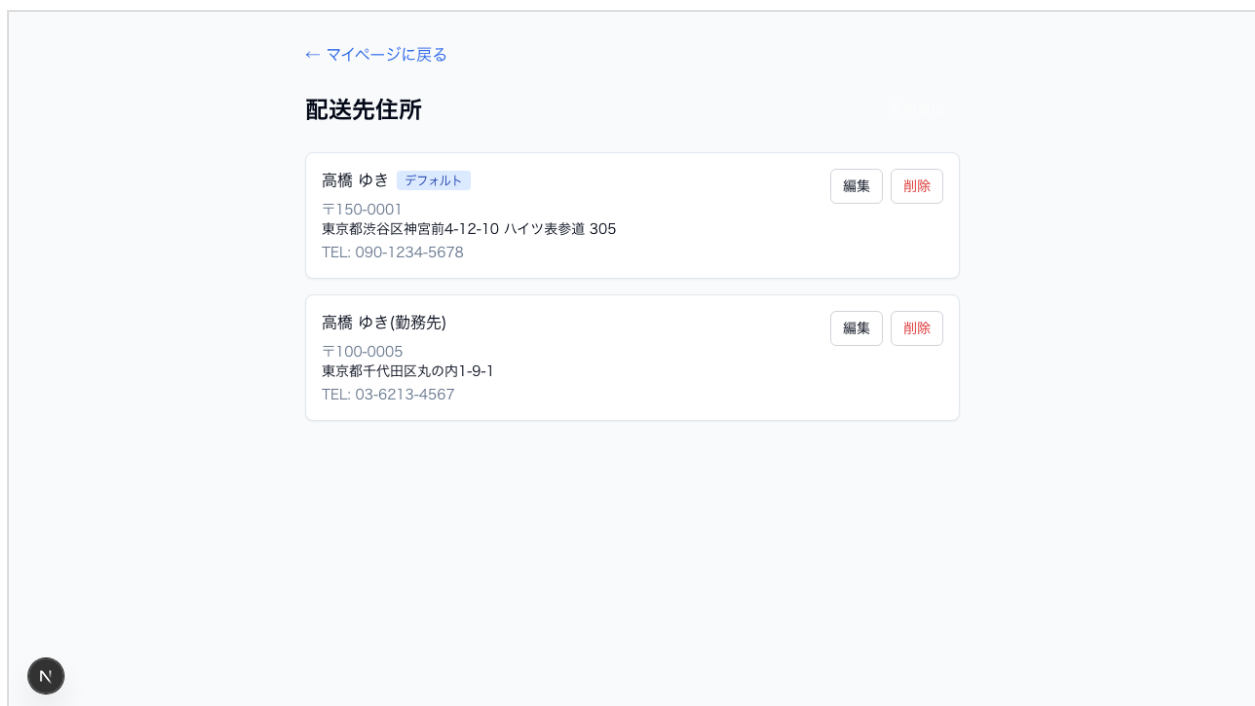 ← マイページに戻る
配送先住所
高橋 ゆき デフォルト
編集 削除
〒150-0001
東京都渋谷区神宮前4-12-10 ハイツ表参道 305
TEL: 090-1234-5678
高橋 ゆき(勤務先)
編集 削除
〒100-0005
東京都千代田区丸の内1-9-1
TEL: 03-6213-4567
N